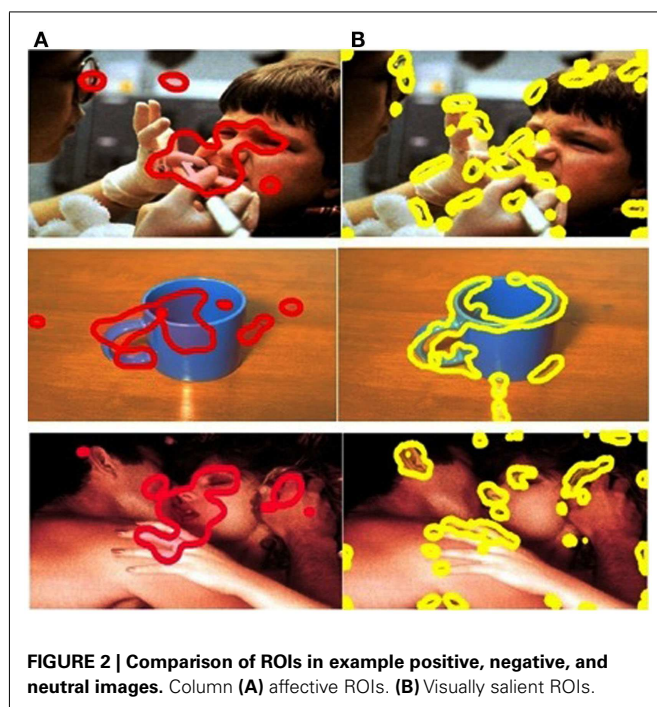 A B
FIGURE 2 | Comparison of ROIs in example positive, negative, and
neutral images. Column (A) affective ROIs. (B) Visually salient ROIs.